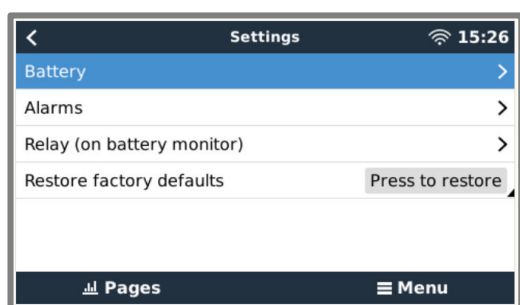 Settings 15:26
Battery
Alarms
Relay (on battery monitor)
Restore factory defaults Press to restore
Pages Menu